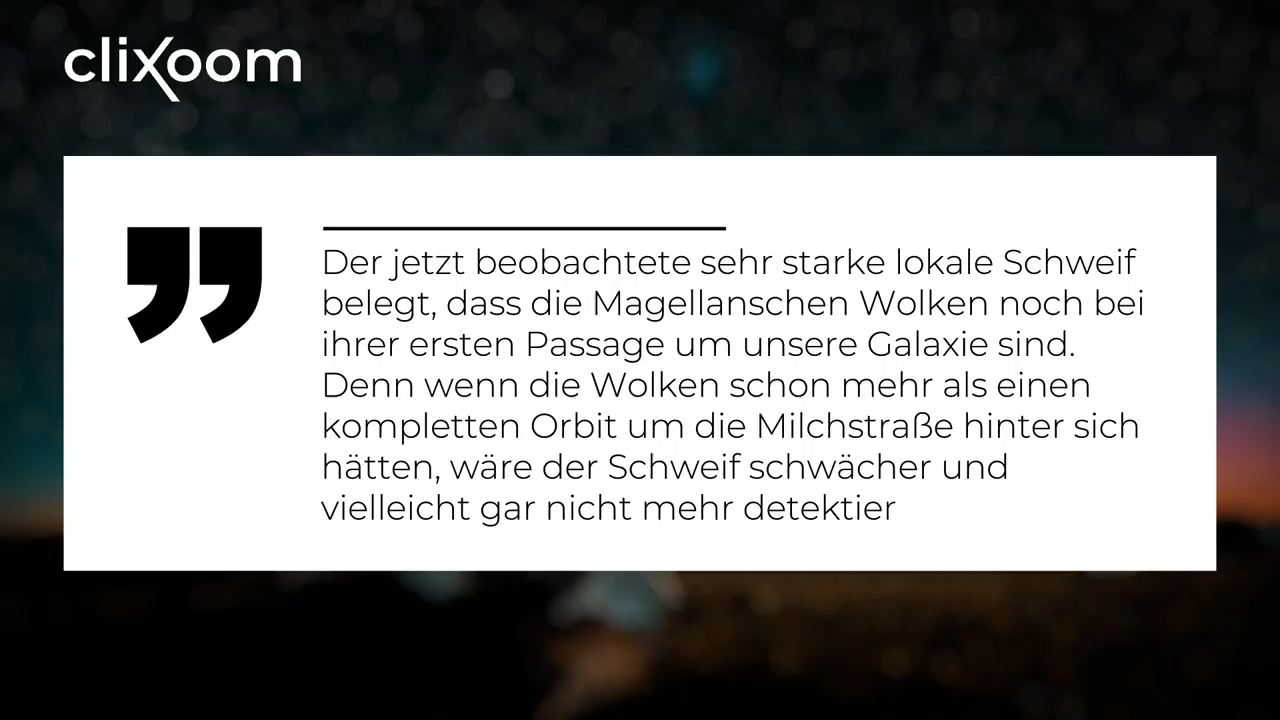 clixoom
Der jetzt beobachtete sehr starke lokale Schweif
belegt, dass die Magellanschen Wolken noch bei
ihrer ersten Passage um unsere Galaxie sind.
Denn wenn die Wolken schon mehr als einen
kompletten Orbit um die Milchstraße hinter sich
hätten, wäre der Schweif schwächer und
vielleicht gar nicht mehr detektier